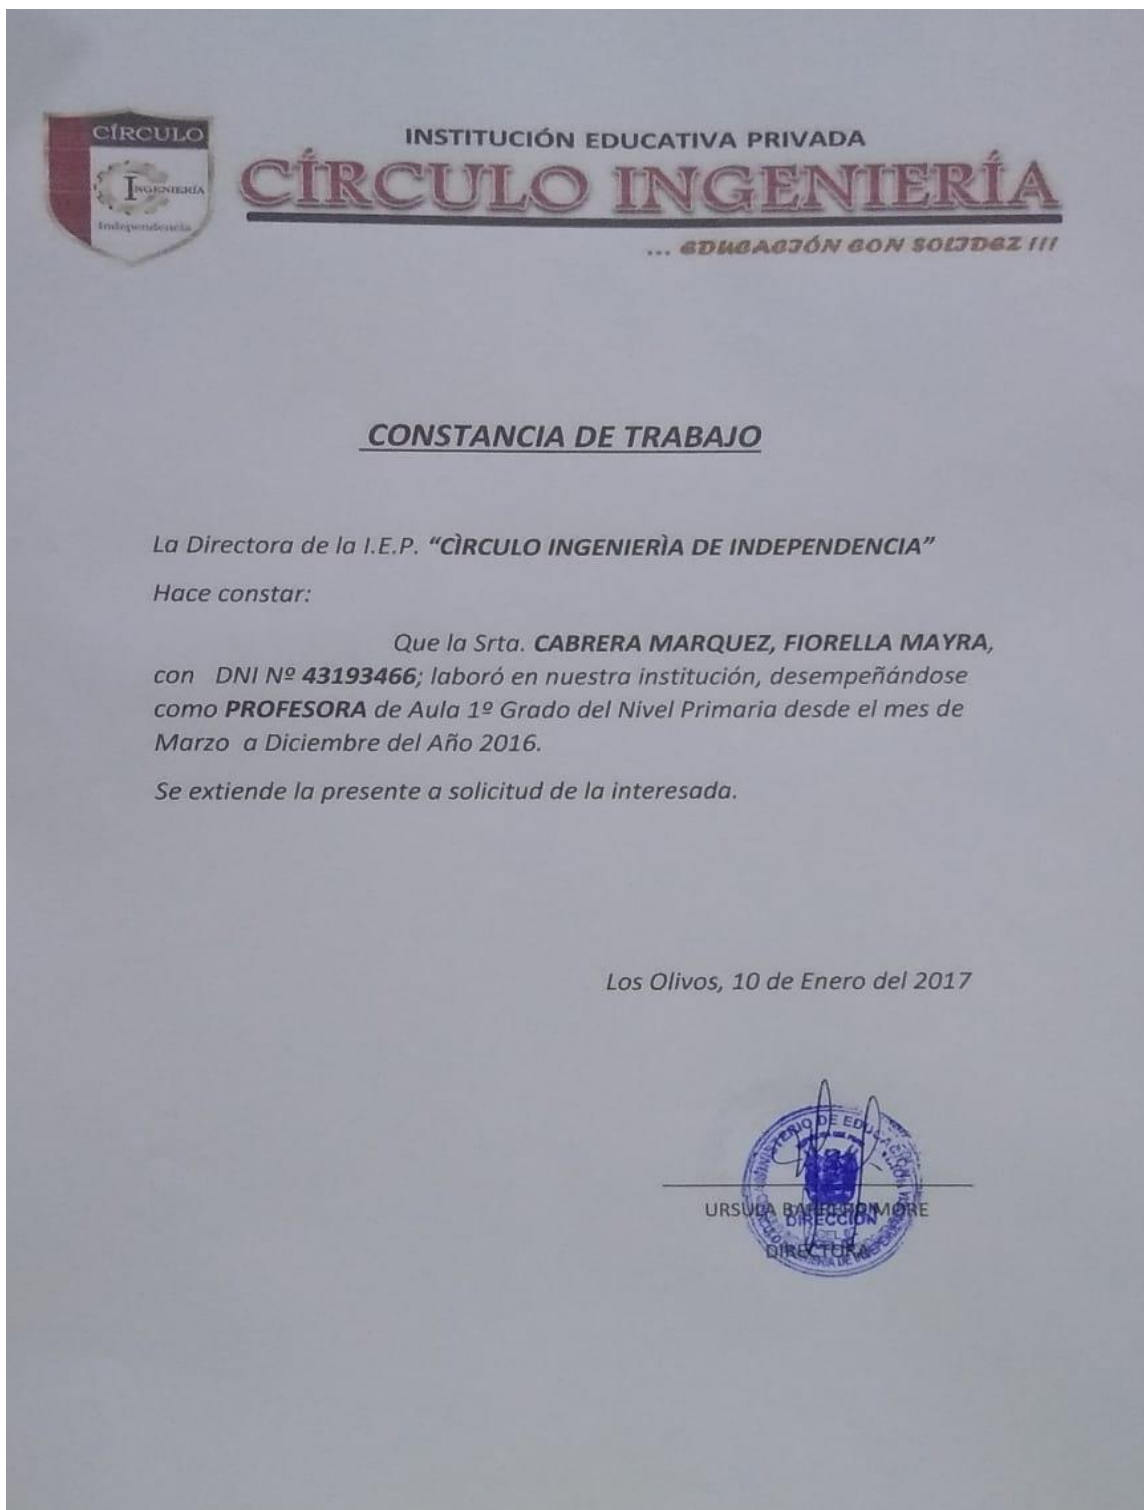 CÍRCULO
INGENIERÍA
Independencia
INSTITUCIÓN EDUCATIVA PRIVADA
CÍRCULO INGENIERÍA
... EDUCACIÓN CON SOLIDEZ !!!
CONSTANCIA DE TRABAJO
La Directora de la I.E.P. “CÌRCULO INGENIERÌA DE INDEPENDENCIA”
Hace constar:
Que la Srta. CABRERA MARQUEZ, FIORELLA MAYRA,
con DNI Nº 43193466; laboró en nuestra institución, desempeñándose
como PROFESORA de Aula 1º Grado del Nivel Primaria desde el mes de
Marzo a Diciembre del Año 2016.
Se extiende la presente a solicitud de la interesada.
Los Olivos, 10 de Enero del 2017
MINISTERIO DE EDUCACIÓN
URSULA MORE
DIRECCIÓN
DIRECTORA